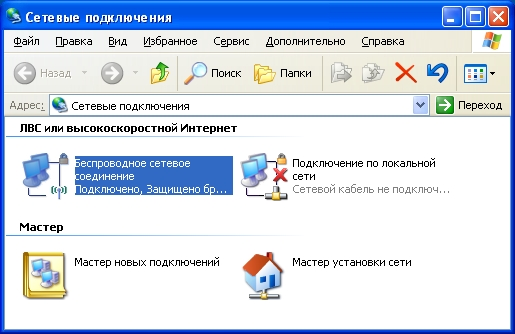 Сетевые подключения
Файл Правка Вид Избранное Сервис Дополнительно Справка
Назад Поиск Папки
Адрес: Сетевые подключения Переход
ЛВС или высокоскоростной Интернет
Беспроводное сетевое
соединение
Подключено, Защищено бр...
Подключение по локальной
сети
Сетевой кабель не подключ...
Мастер
Мастер новых подключений
Мастер установки сети